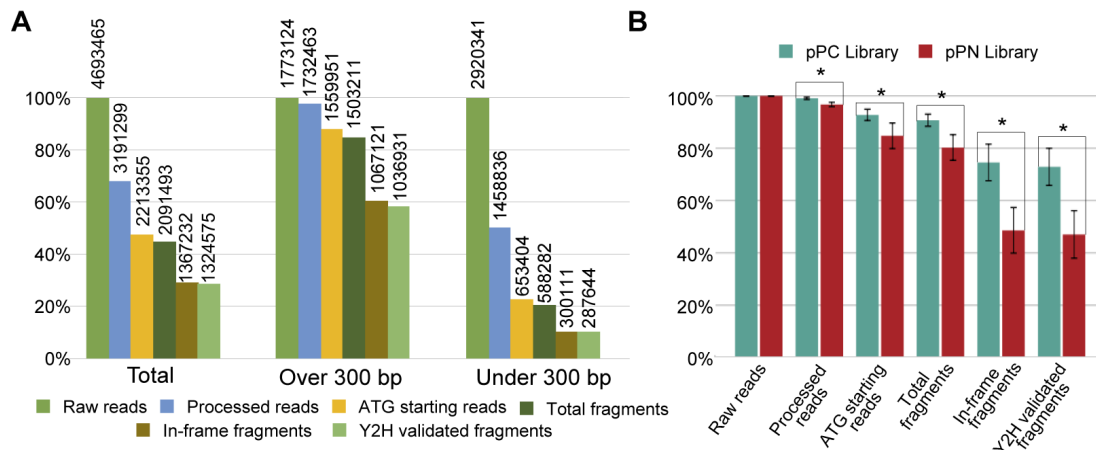 A
4693465
3191299
2213355
2091493
1367232
1324575
1773124
1732463
1559951
1503211
1067121
1036931
2920341
1458836
653404
588282
300111
287644
100%
80%
60%
40%
20%
0%
Total
Over 300 bp
Under 300 bp
Raw reads
Processed reads
ATG starting reads
Total fragments
In-frame fragments
Y2H validated fragments
B
pPC Library
pPN Library
*
*
*
*
*
100%
80%
60%
40%
20%
0%
Raw reads
Processed
reads
ATG starting
reads
Total
fragments
In-frame
fragments
Y2H validated
fragments